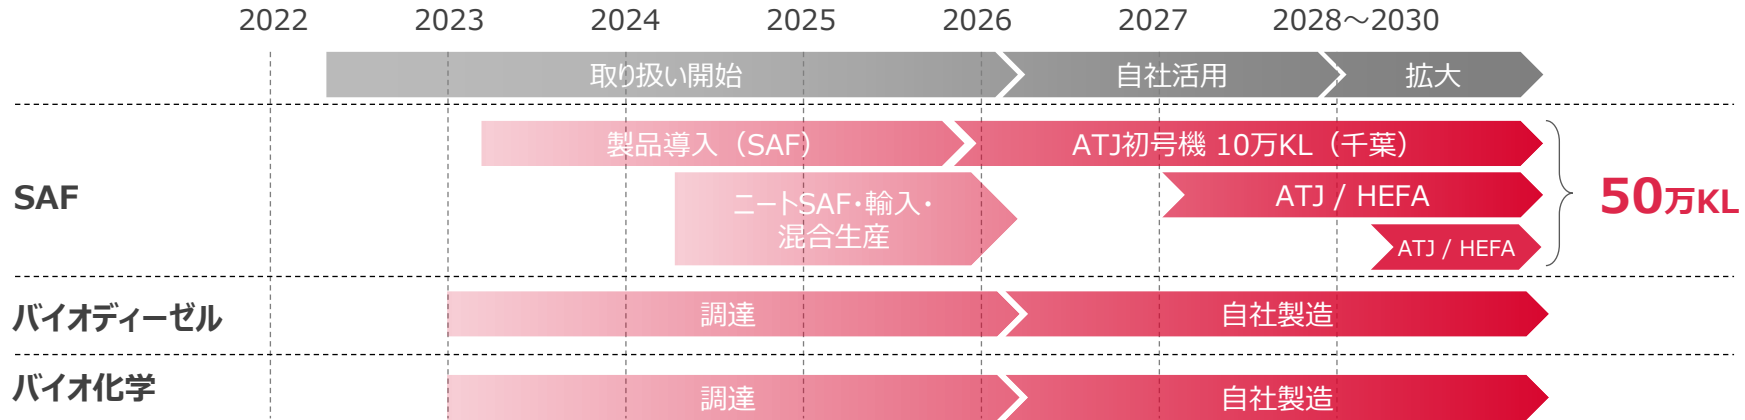 2022 2023 2024 2025 2026 2027 2028～2030
取り扱い開始 自社活用 拡大
製品導入（SAF） ATJ初号機 10万KL（千葉）
SAF
ニートSAF・輸入・
混合生産
ATJ / HEFA
ATJ / HEFA
50万KL
バイオディーゼル 調達 自社製造
バイオ化学 調達 自社製造